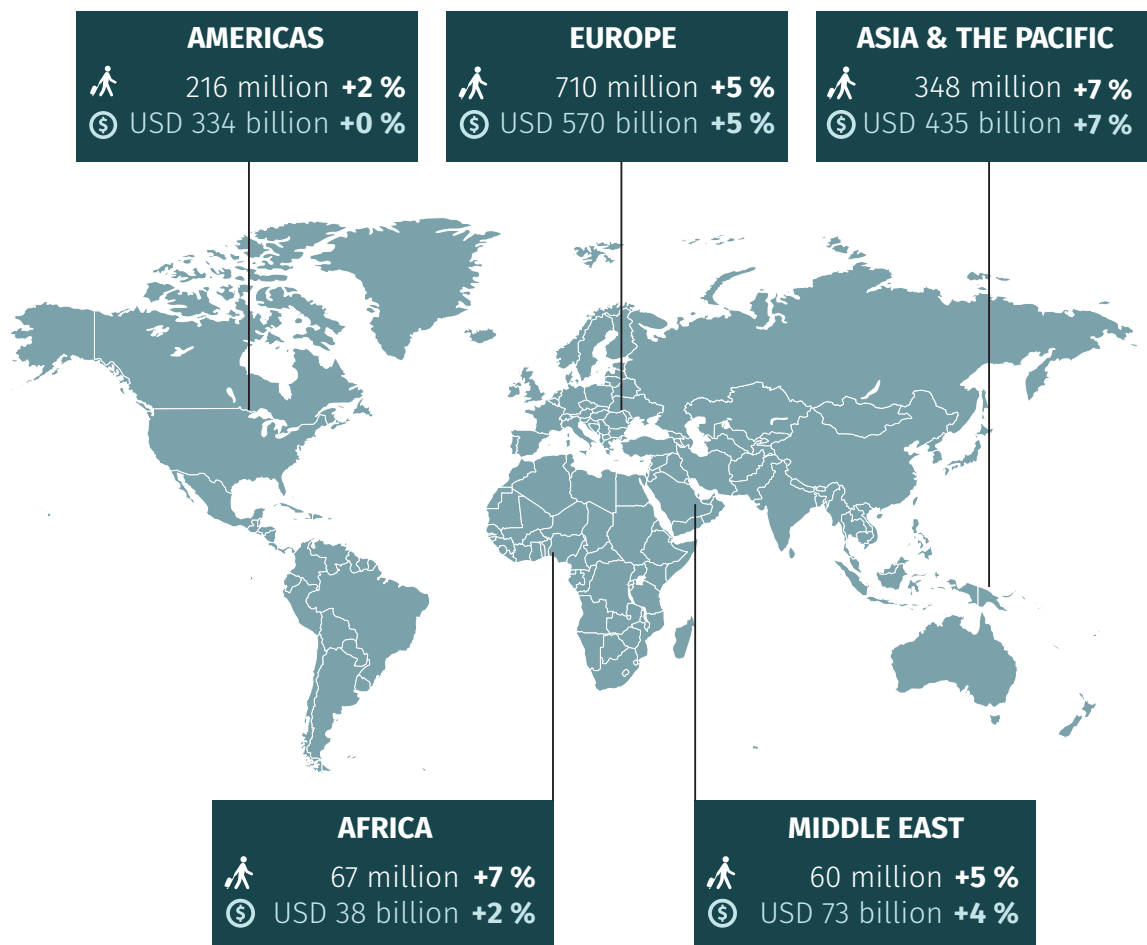 AMERICAS
216 million +2 %
$ USD 334 billion +0 %
EUROPE
710 million +5 %
$ USD 570 billion +5 %
ASIA & THE PACIFIC
348 million +7 %
$ USD 435 billion +7 %
AFRICA
67 million +7 %
$ USD 38 billion +2 %
MIDDLE EAST
60 million +5 %
$ USD 73 billion +4 %